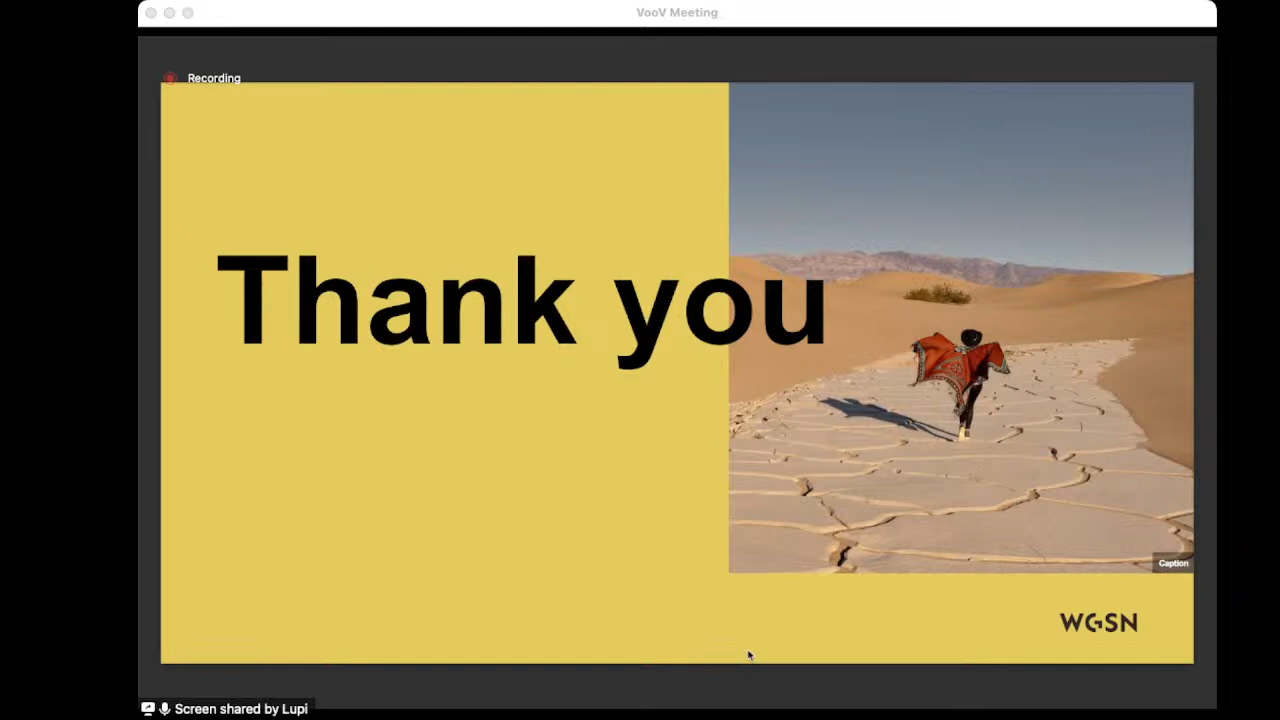 VooV Meeting
Recording
Thank you
Caption
WGSN
Screen shared by Lupi